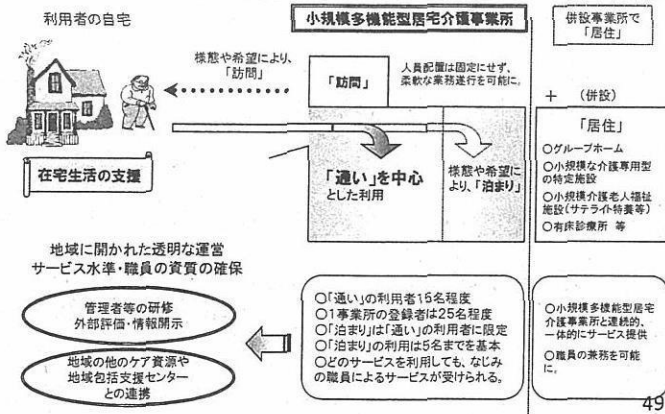 利用者の自宅
小規模多機能型居宅介護事業所
併設事業所で
「居住」
様態や希望により、
「訪問」
「訪問」
人員配置は固定にせず、
柔軟な業務遂行を可能に。
+ (併設)
在宅生活の支援
「通い」を中心
とした利用
様態や希望に
より、「泊まり」
「居住」
○グループホーム
○小規模な介護専用型
の特定施設
○小規模介護老人福祉
施設(サテライト特養等)
○有床診療所 等
地域に開かれた透明な運営
サービス水準・職員の資質の確保
管理者等の研修
外部評価・情報開示
地域の他のケア資源や
地域包括支援センター
との連携
○「通い」の利用者15名程度
○1事業所の登録者は25名程度
○「泊まり」は「通い」の利用者に限定
○「泊まり」の利用は5名までを基本
○どのサービスを利用しても、なじみ
の職員によるサービスが受けられる。
○小規模多機能型居宅
介護事業所と連続的、
一体的にサービス提供
○職員の兼務を可能
に。
49